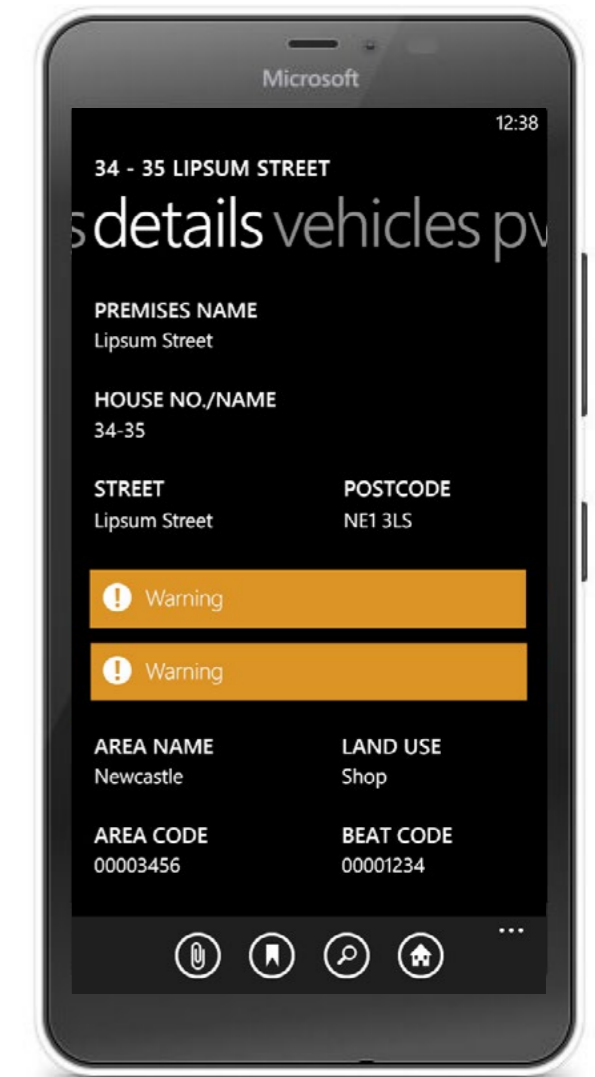 Microsoft
12:38
34 - 35 LIPSUM STREET
s details vehicles pv
PREMISES NAME
Lipsum Street
HOUSE NO./NAME
34-35
STREET POSTCODE
Lipsum Street NE1 3LS
Warning
Warning
AREA NAME LAND USE
Newcastle Shop
AREA CODE BEAT CODE
00003456 00001234